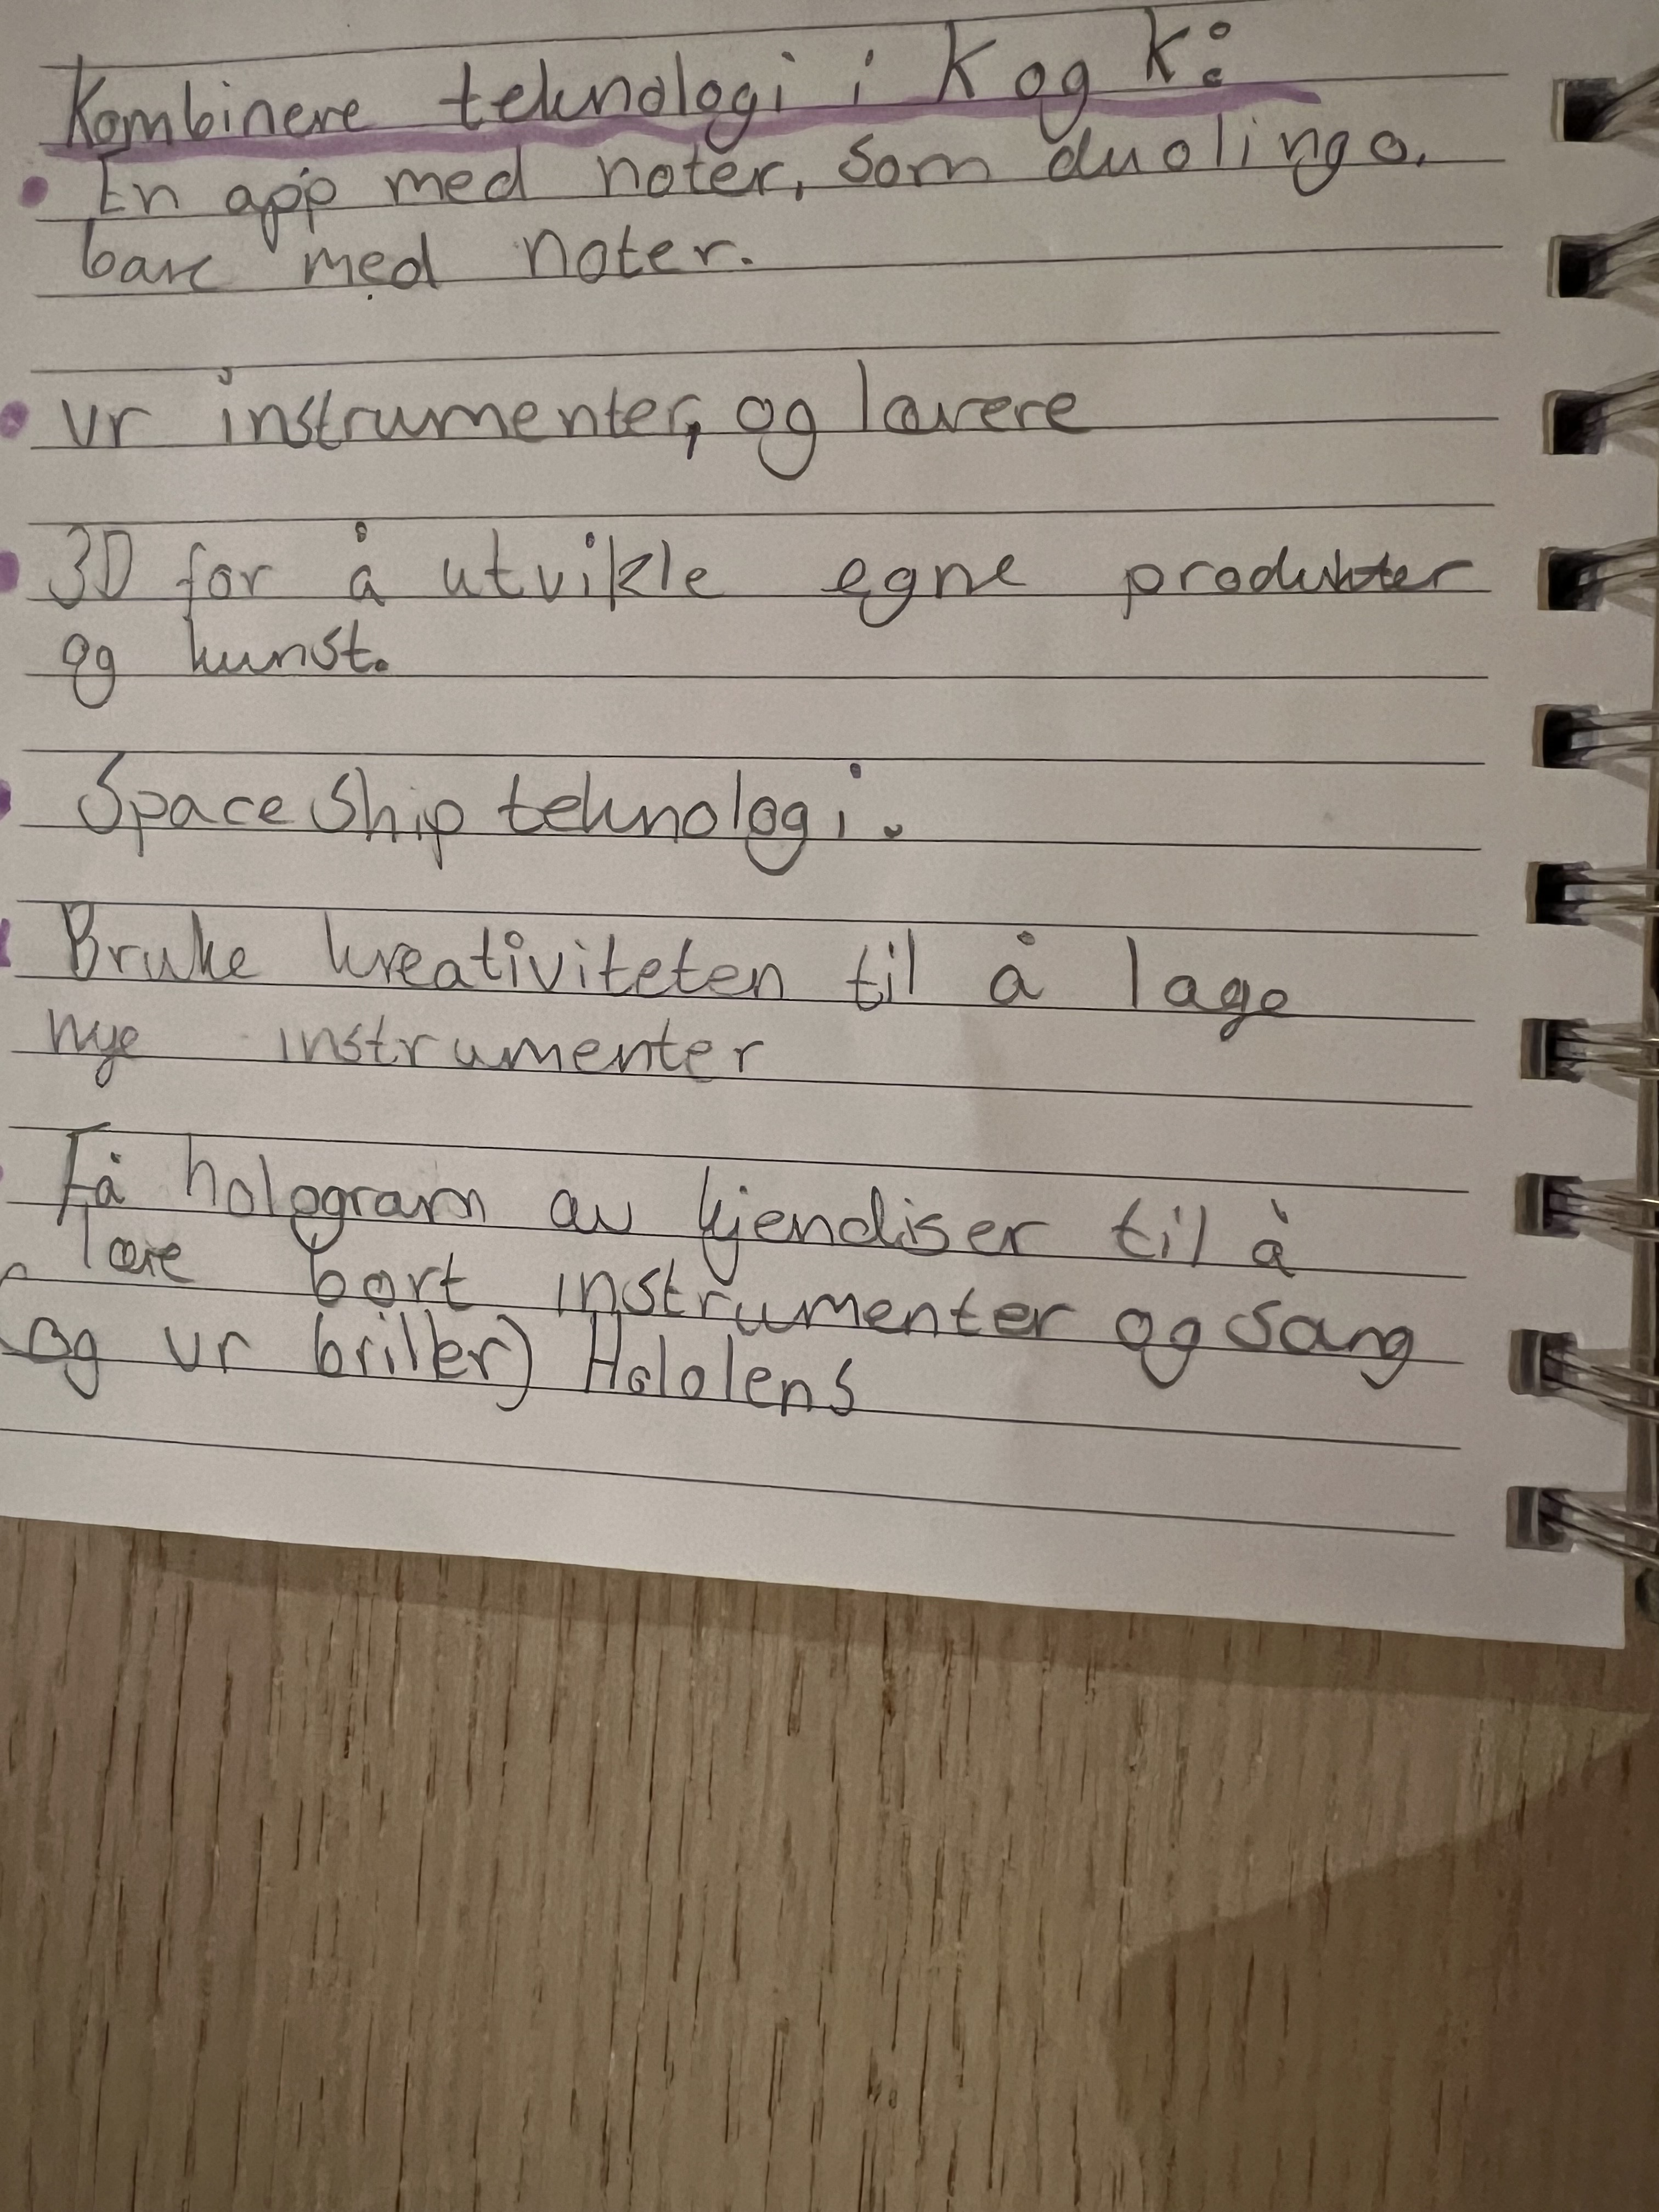 Kombinere teknologi i K og K:
• En app med noter, som duolingo,
bare med noter.
• vr instrumenter, og lærere
• 3D for å utvikle egne produkter
og kunst.
• Space Ship teknologi.
Bruke kreativiteten til å lage
nye instrumenter
Få hologram av kjendiser til å
lære bort instrumenter og sang
(og vr briller) Hololens